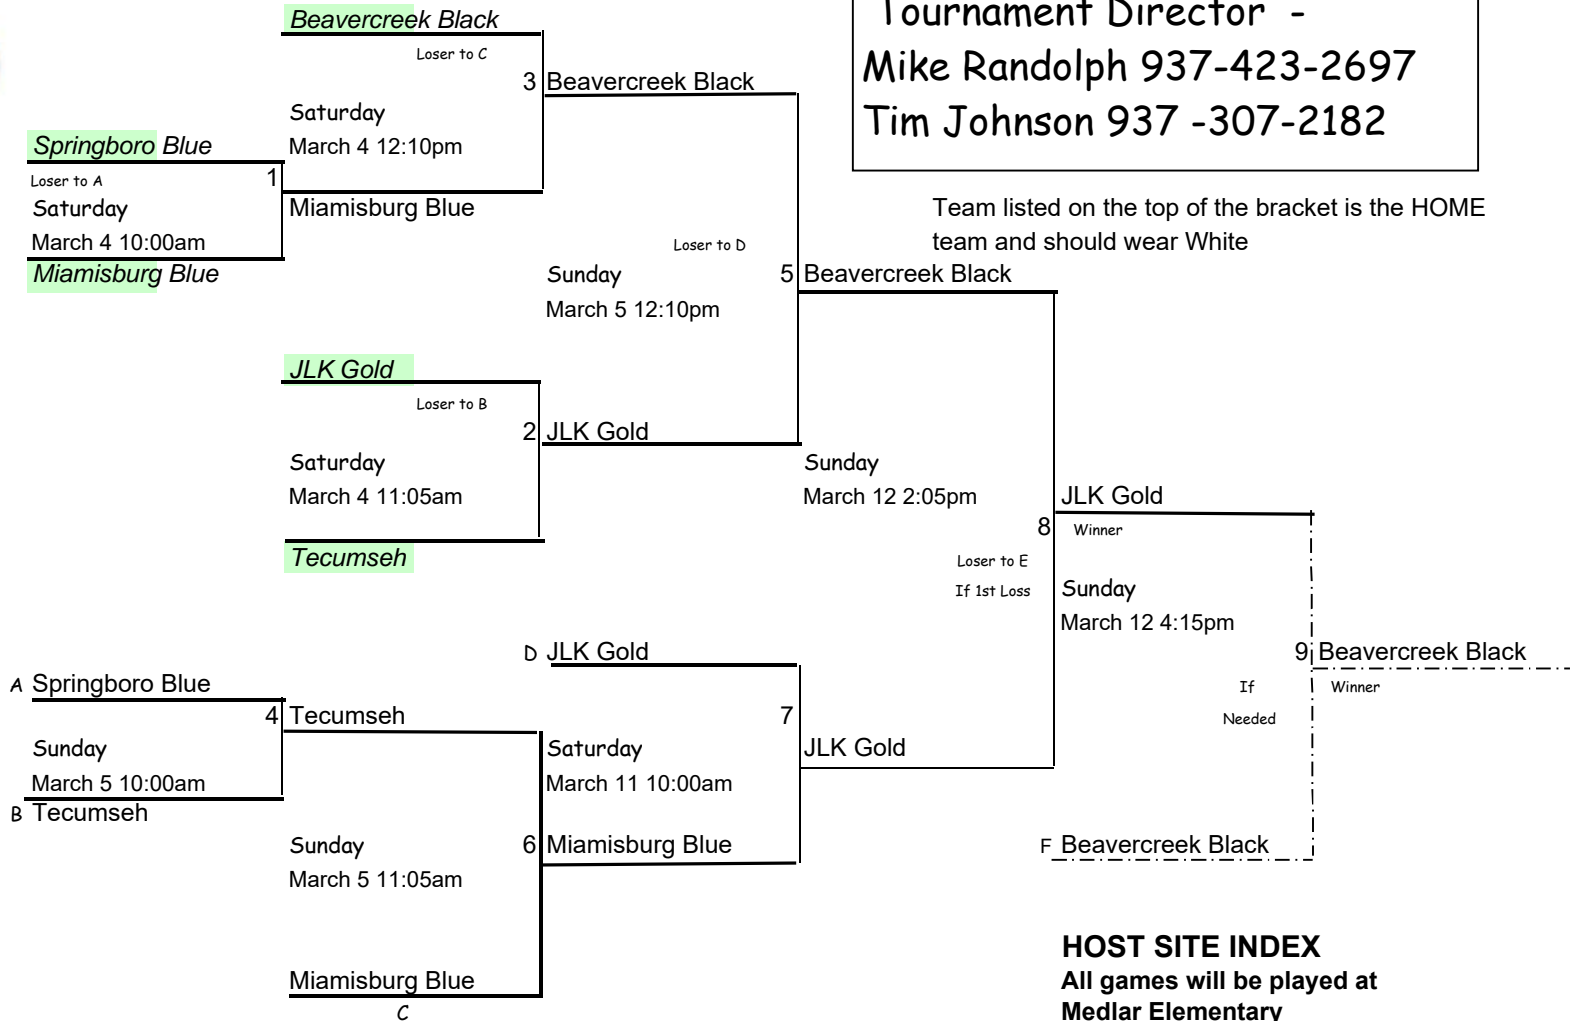 Beavercreek Black
Loser to C
3 Beavercreek Black
Saturday
March 4 12:10pm
Springboro Blue
Loser to A
1
Saturday
March 4 10:00am
Miamisburg Blue
Miamisburg Blue
Tournament Director -
Mike Randolph 937-423-2697
Tim Johnson 937 -307-2182
Team listed on the top of the bracket is the HOME
team and should wear White
Loser to D
Sunday
March 5 12:10pm
5 Beavercreek Black
JLK Gold
Loser to B
2 JLK Gold
Saturday
March 4 11:05am
Tecumseh
Sunday
March 12 2:05pm
JLK Gold
8
Winner
Loser to E
If 1st Loss
Sunday
March 12 4:15pm
D JLK Gold
9 Beavercreek Black
If
Needed
Winner
A Springboro Blue
4 Tecumseh
7
Sunday
March 5 10:00am
B Tecumseh
Saturday
March 11 10:00am
JLK Gold
Sunday
March 5 11:05am
6 Miamisburg Blue
F Beavercreek Black
Miamisburg Blue
C
HOST SITE INDEX
All games will be played at
Medlar Elementary